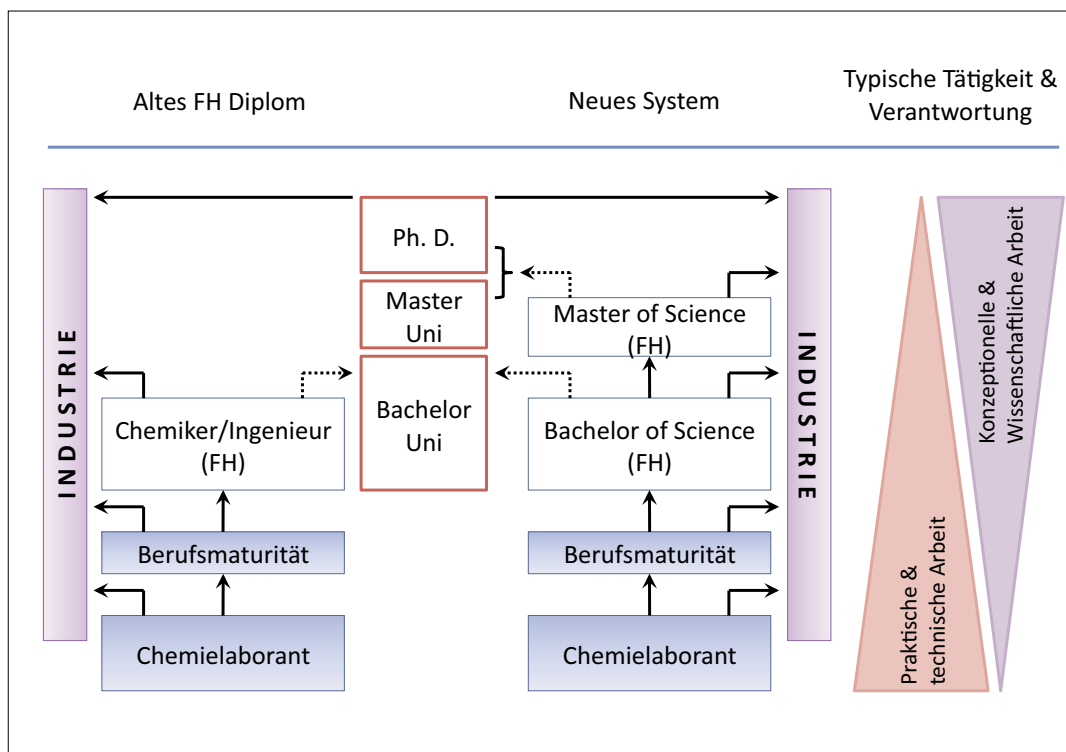 Altes FH Diplom
Neues System
Typische Tätigkeit &
Verantwortung
INDUSTRIE
Ph. D.
Master
Uni
Bachelor
Uni
Chemiker/Ingenieur
(FH)
Berufsmaturität
Chemielaborant
Master of Science
(FH)
Bachelor of Science
(FH)
Berufsmaturität
Chemielaborant
INDUSTRIE
Praktische &
technische Arbeit
Konzeptionelle &
Wissenschaftliche Arbeit